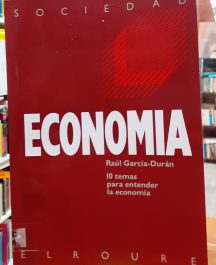 SOCIEDAD
ECONOMIA
Raúl García-Durán
10 temas
para entender
la economía
ELROURE